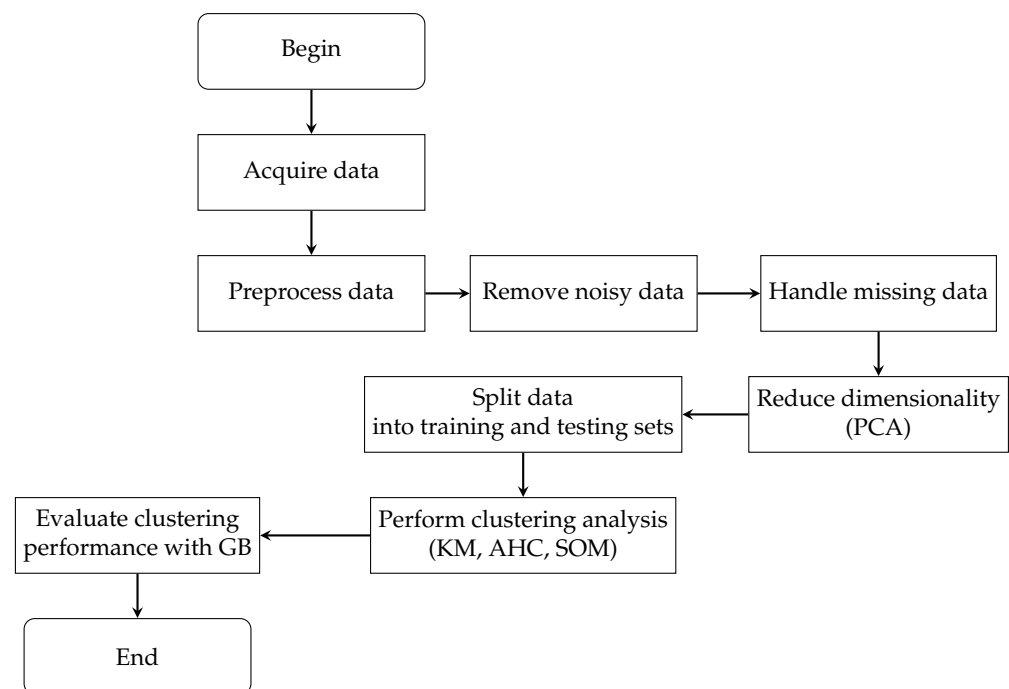 Begin
Acquire data
Preprocess data
Remove noisy data
Handle missing data
Reduce dimensionality
(PCA)
Split data
into training and testing sets
Perform clustering analysis
(KM, AHC, SOM)
Evaluate clustering
performance with GB
End